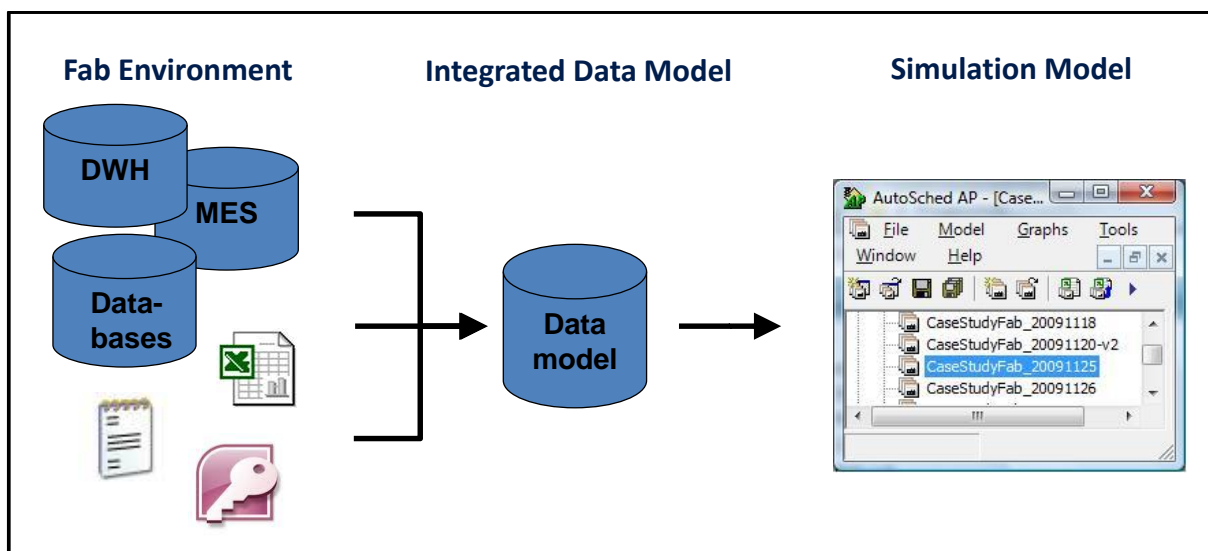 Fab Environment
Integrated Data Model
Simulation Model
DWH
MES
Data-
bases
Data
model
AutoSched AP - [Case...
File Model Graphs Tools
Window Help
CaseStudyFab_20091118
CaseStudyFab_20091120-v2
CaseStudyFab_20091125
CaseStudyFab_20091126